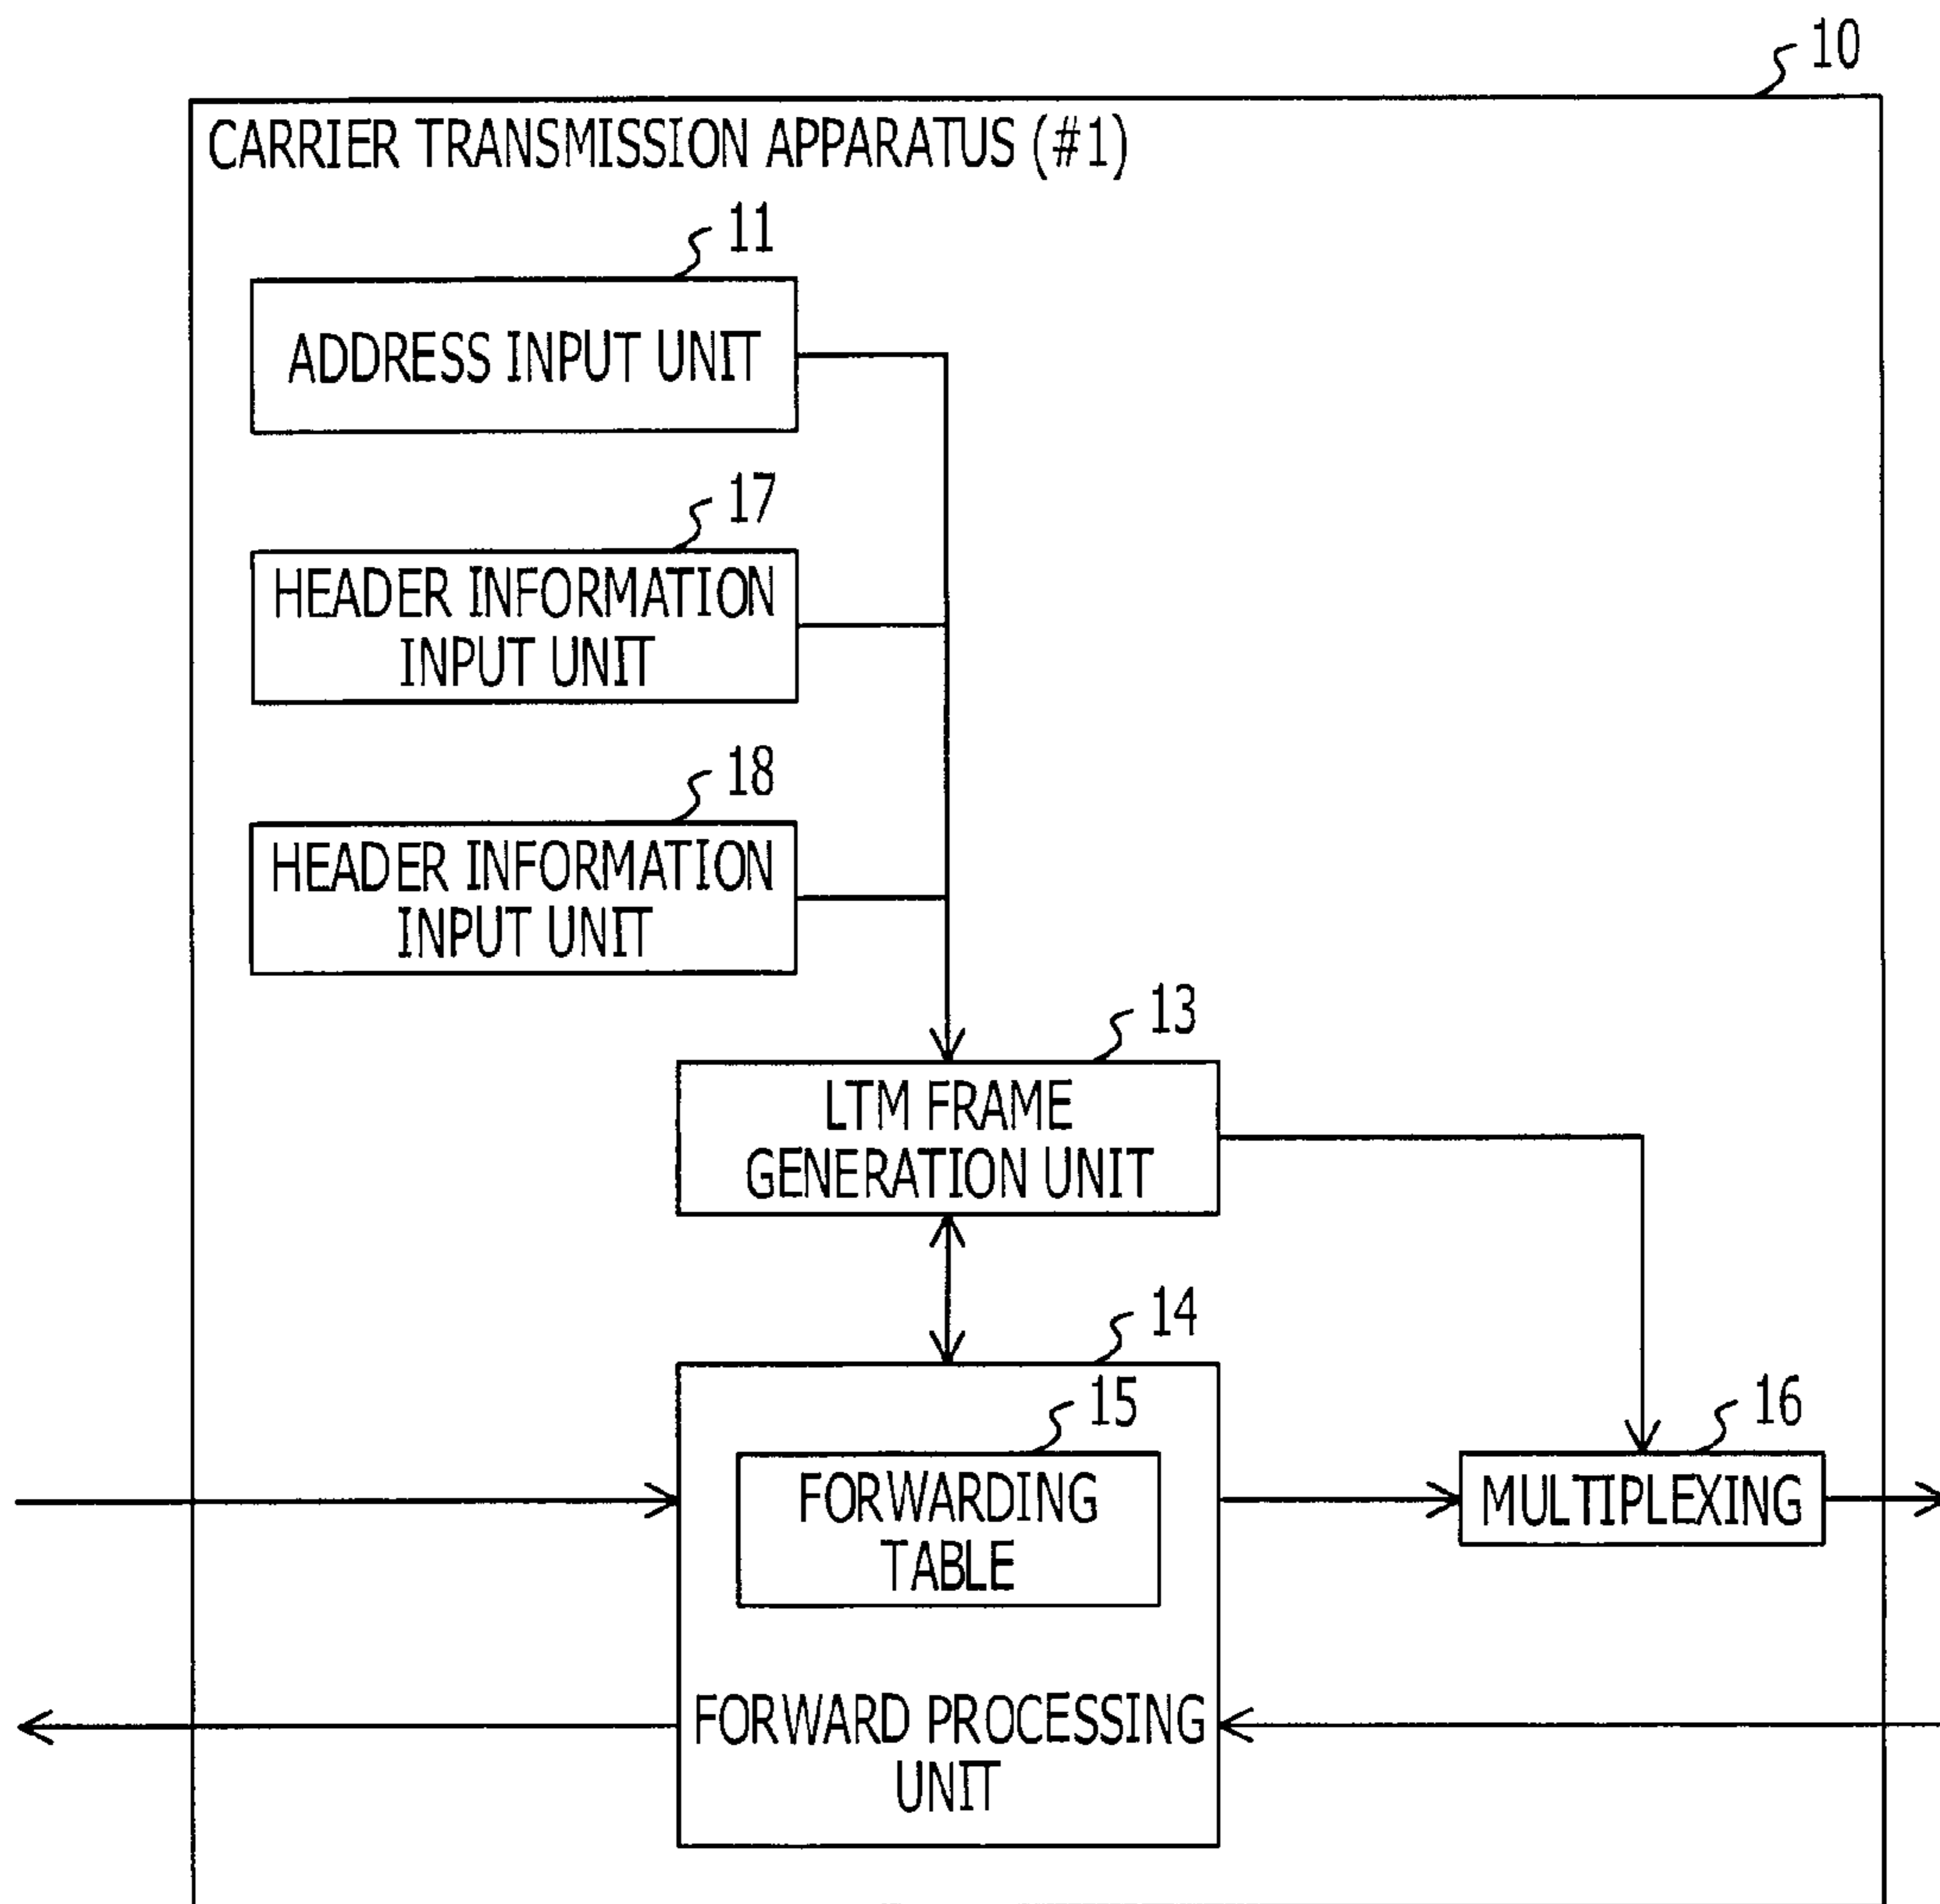 10
CARRIER TRANSMISSION APPARATUS (#1)
11
ADDRESS INPUT UNIT
17
HEADER INFORMATION
INPUT UNIT
18
HEADER INFORMATION
INPUT UNIT
13
LTM FRAME
GENERATION UNIT
14
15
FORWARDING
TABLE
FORWARD PROCESSING
UNIT
16
MULTIPLEXING